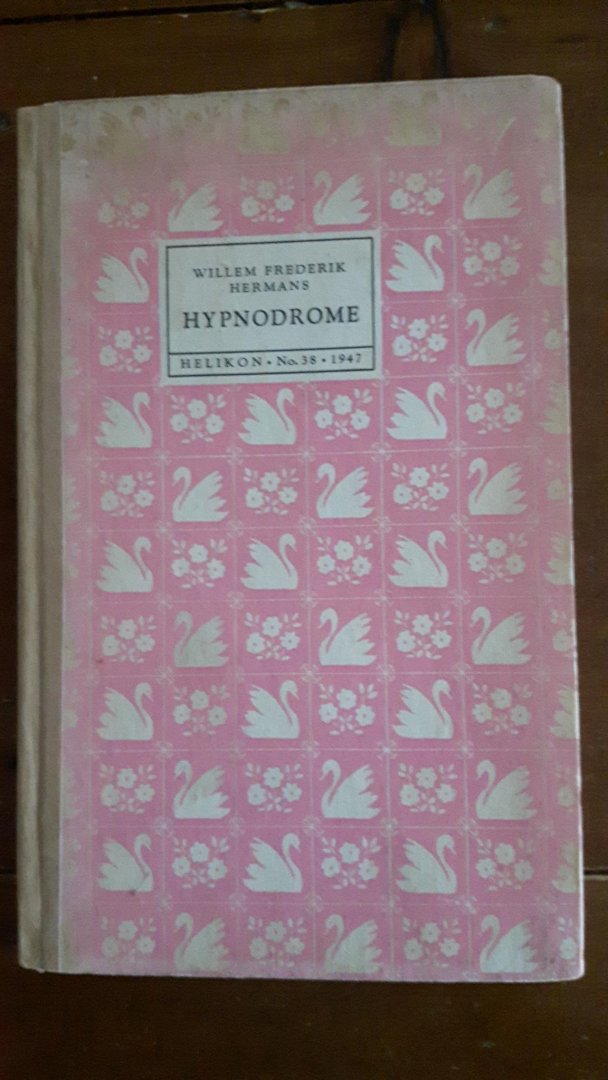 WILLEM FREDERIK
HERMANS
HYPNODROME
HELIKON • No. 38 • 1947